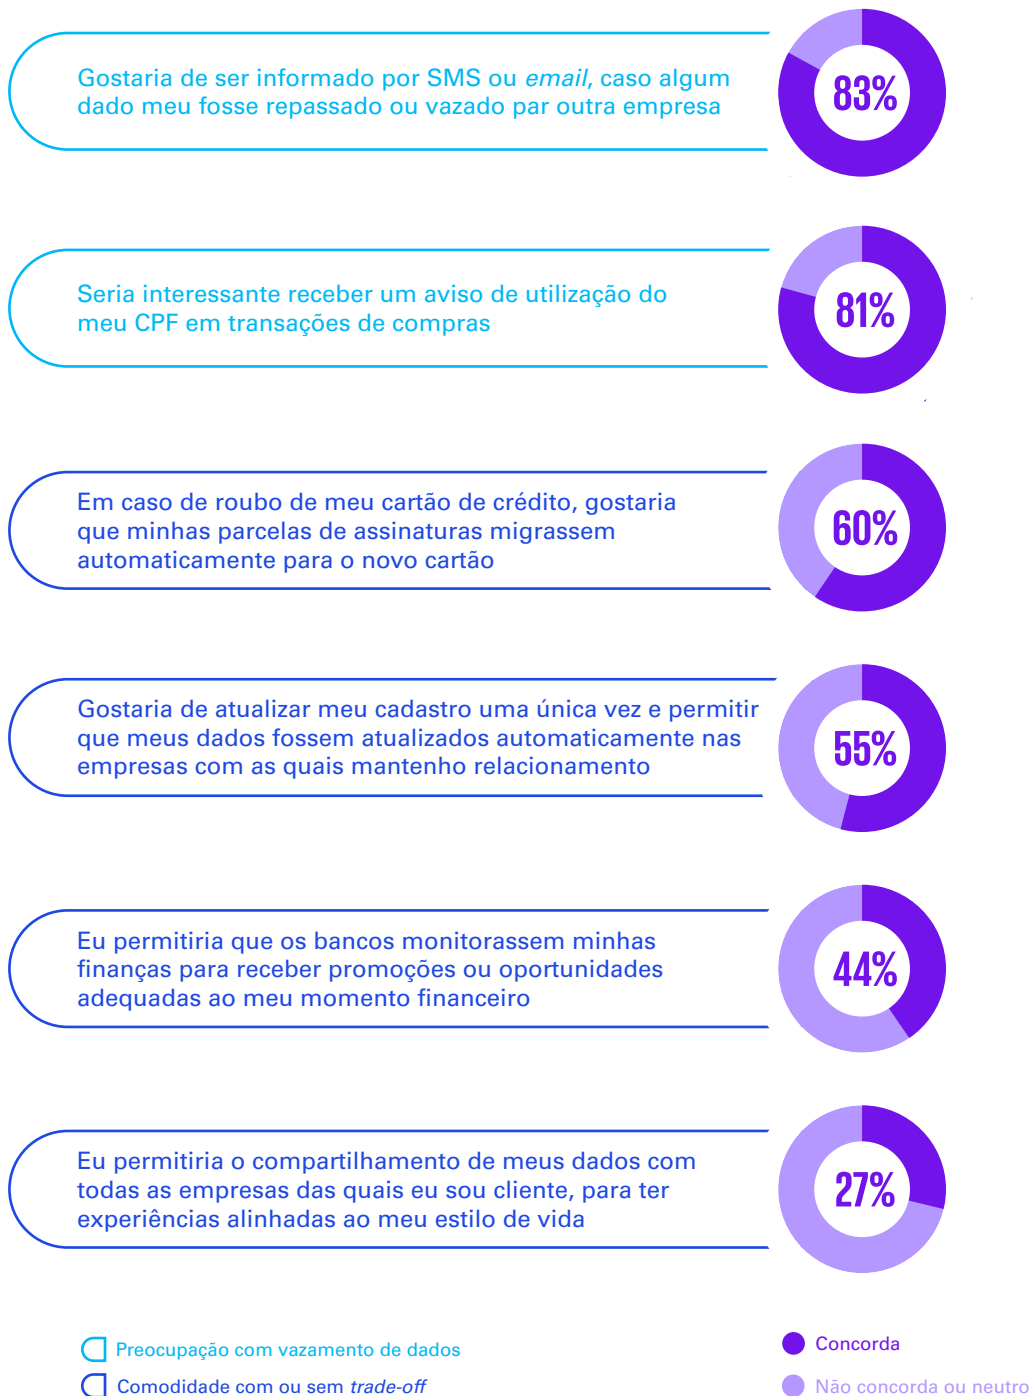 Gostaria de ser informado por SMS ou email, caso algum
dado meu fosse repassado ou vazado par outra empresa
83%
Seria interessante receber um aviso de utilização do
meu CPF em transações de compras
81%
Em caso de roubo de meu cartão de crédito, gostaria
que minhas parcelas de assinaturas migrassem
automaticamente para o novo cartão
60%
Gostaria de atualizar meu cadastro uma única vez e permitir
que meus dados fossem atualizados automaticamente nas
empresas com as quais mantenho relacionamento
55%
Eu permitiria que os bancos monitorassem minhas
finanças para receber promoções ou oportunidades
adequadas ao meu momento financeiro
44%
Eu permitiria o compartilhamento de meus dados com
todas as empresas das quais eu sou cliente, para ter
experiências alinhadas ao meu estilo de vida
27%
Preocupação com vazamento de dados
Comodidade com ou sem trade-off
Concorda
Não concorda ou neutro